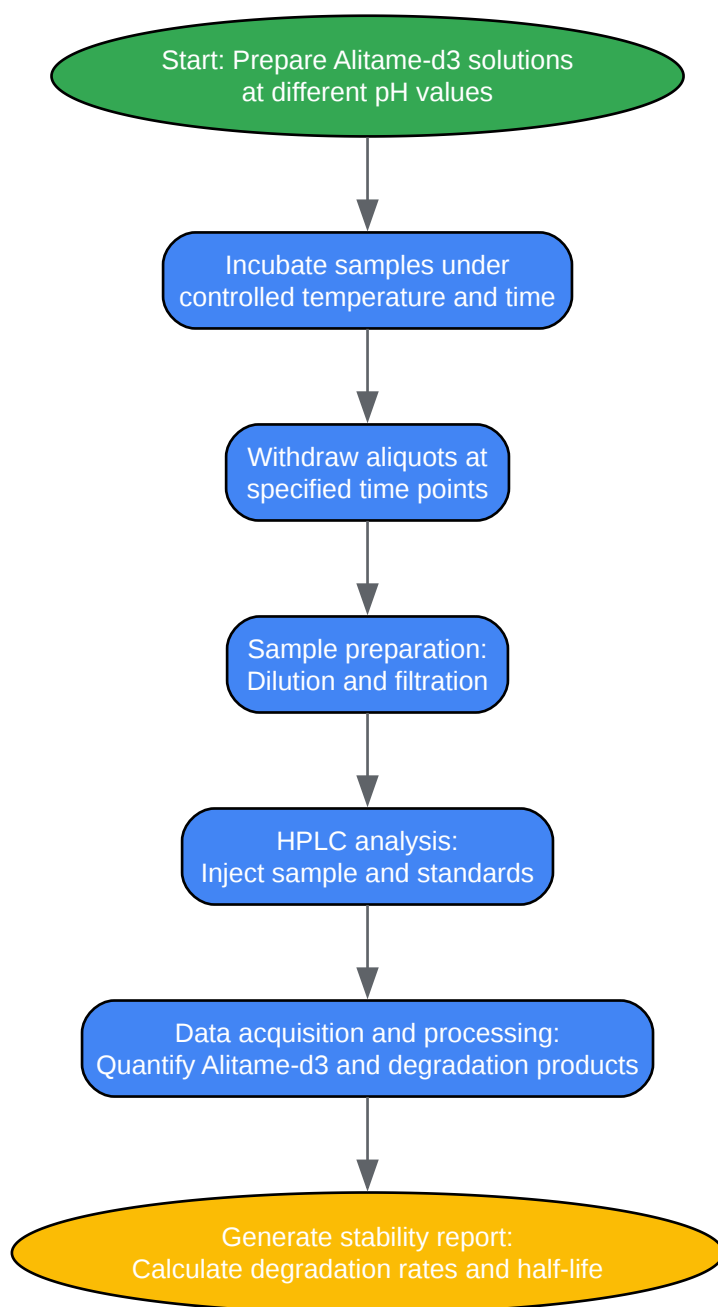 Start: Prepare Alitame-d3 solutions
at different pH values
Incubate samples under
controlled temperature and time
Withdraw aliquots at
specified time points
Sample preparation:
Dilution and filtration
HPLC analysis:
Inject sample and standards
Data acquisition and processing:
Quantify Alitame-d3 and degradation products
Generate stability report:
Calculate degradation rates and half-life